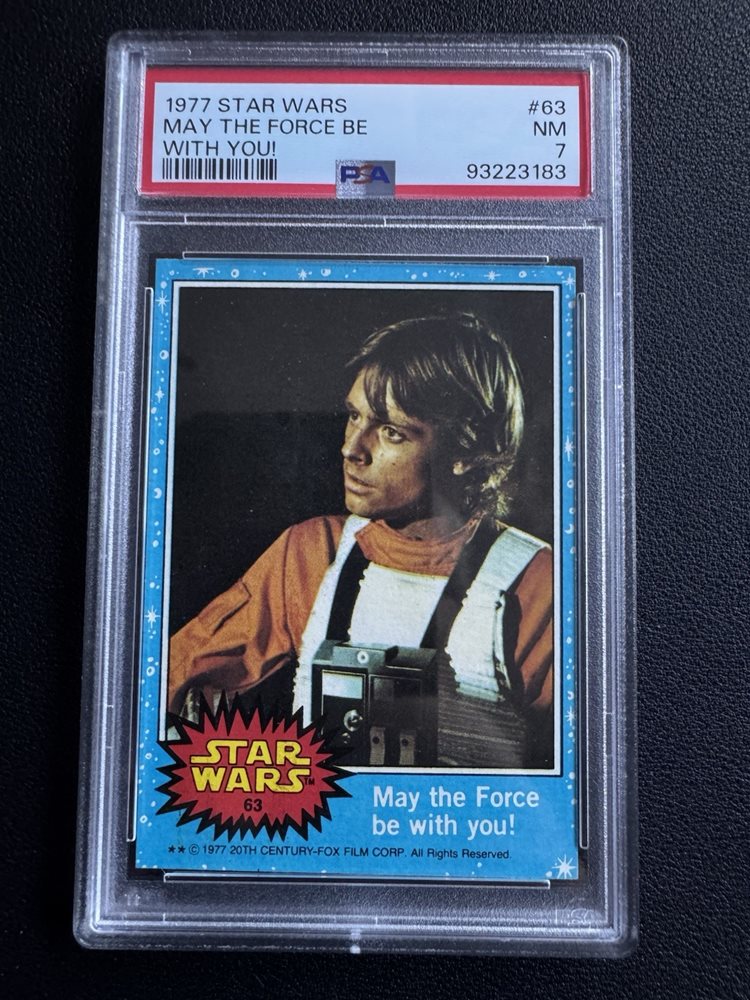 1977 STAR WARS #63
MAY THE FORCE BE NM
WITH YOU! 7
PSA 93223183
STAR
WARS™
63
May the Force
be with you!
★★ © 1977 20TH CENTURY-FOX FILM CORP. All Rights Reserved.